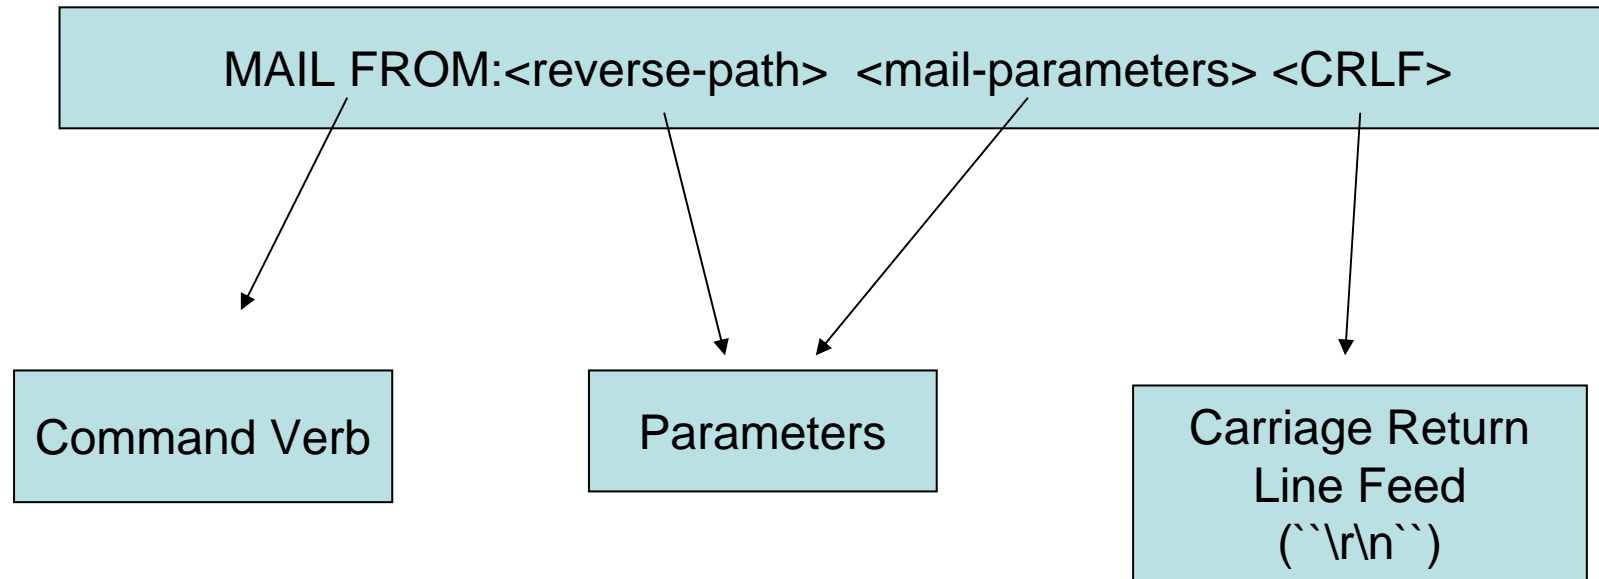 MAIL FROM:<reverse-path>  <mail-parameters> <CRLF>
Command Verb
Parameters
Carriage Return
Line Feed
(``\r\n``)